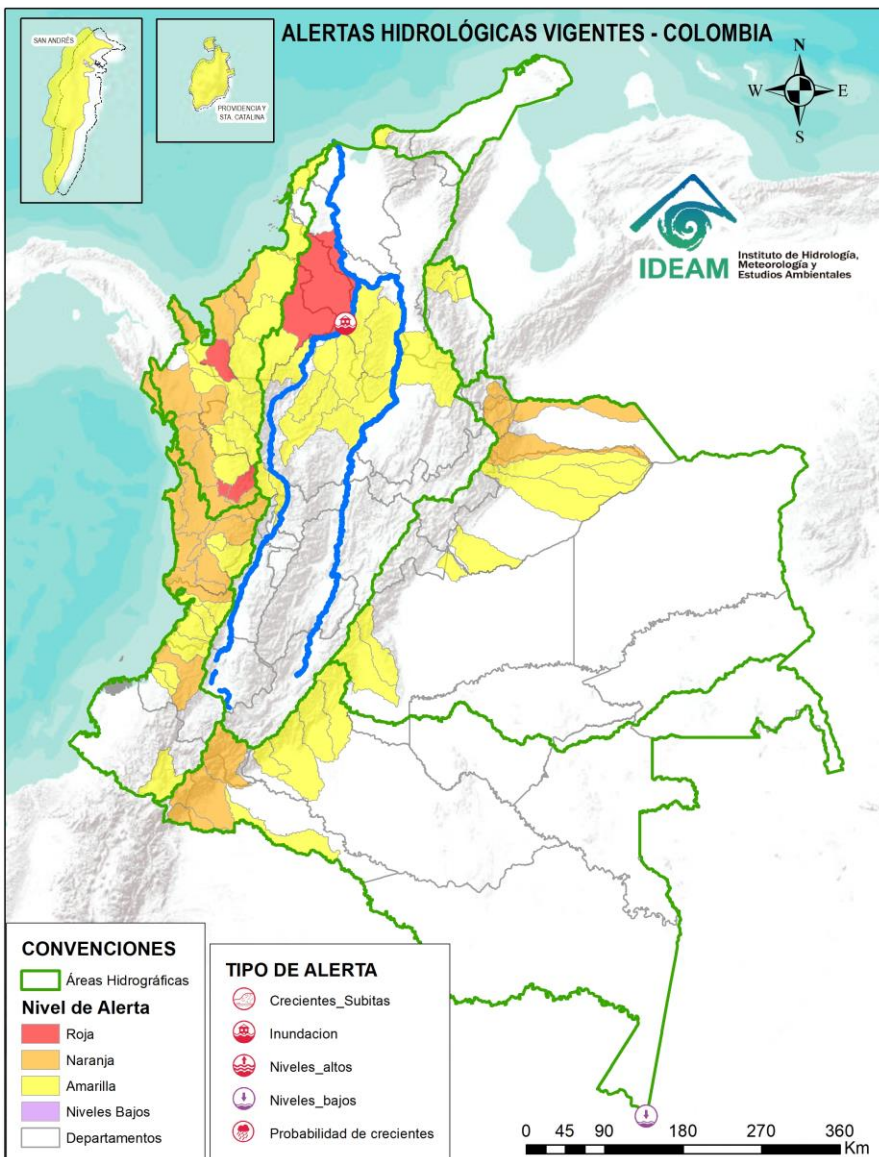 ALERTAS HIDROLÓGICAS VIGENTES - COLOMBIA
SAN ANDRÉS
PROVIDENCIA Y
STA. CATALINA
N
W
E
S
IDEAM
Instituto de Hidrología,
Meteorología y
Estudios Ambientales
CONVENCIONES
Áreas Hidrográficas
Nivel de Alerta
Roja
Naranja
Amarilla
Niveles Bajos
Departamentos
TIPO DE ALERTA
Crecientes_Subitas
Inundacion
Niveles_altos
Niveles_bajos
Probabilidad de crecientes
0 45 90 180 270 360
Km